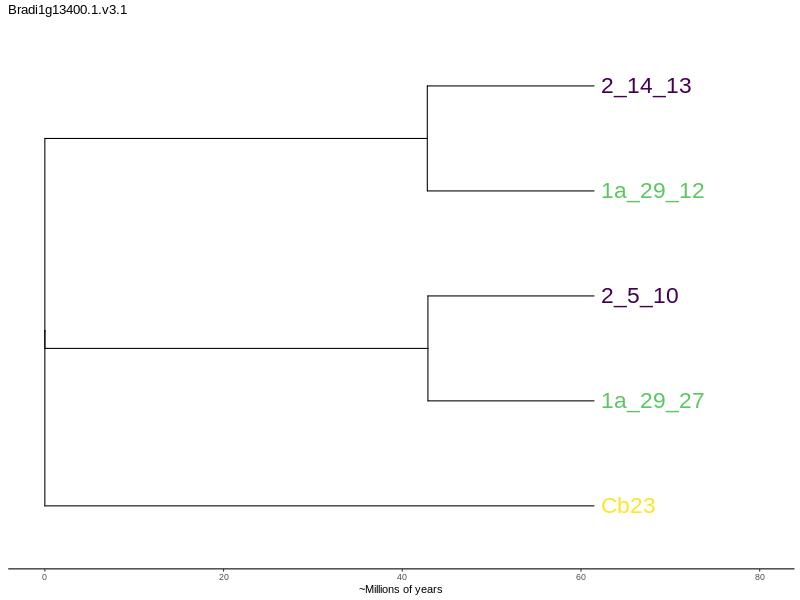 Bradi1g13400.1.v3.1
2_14_13
1a_29_12
2_5_10
1a_29_27
Cb23
0 20 40 60 80
~Millions of years